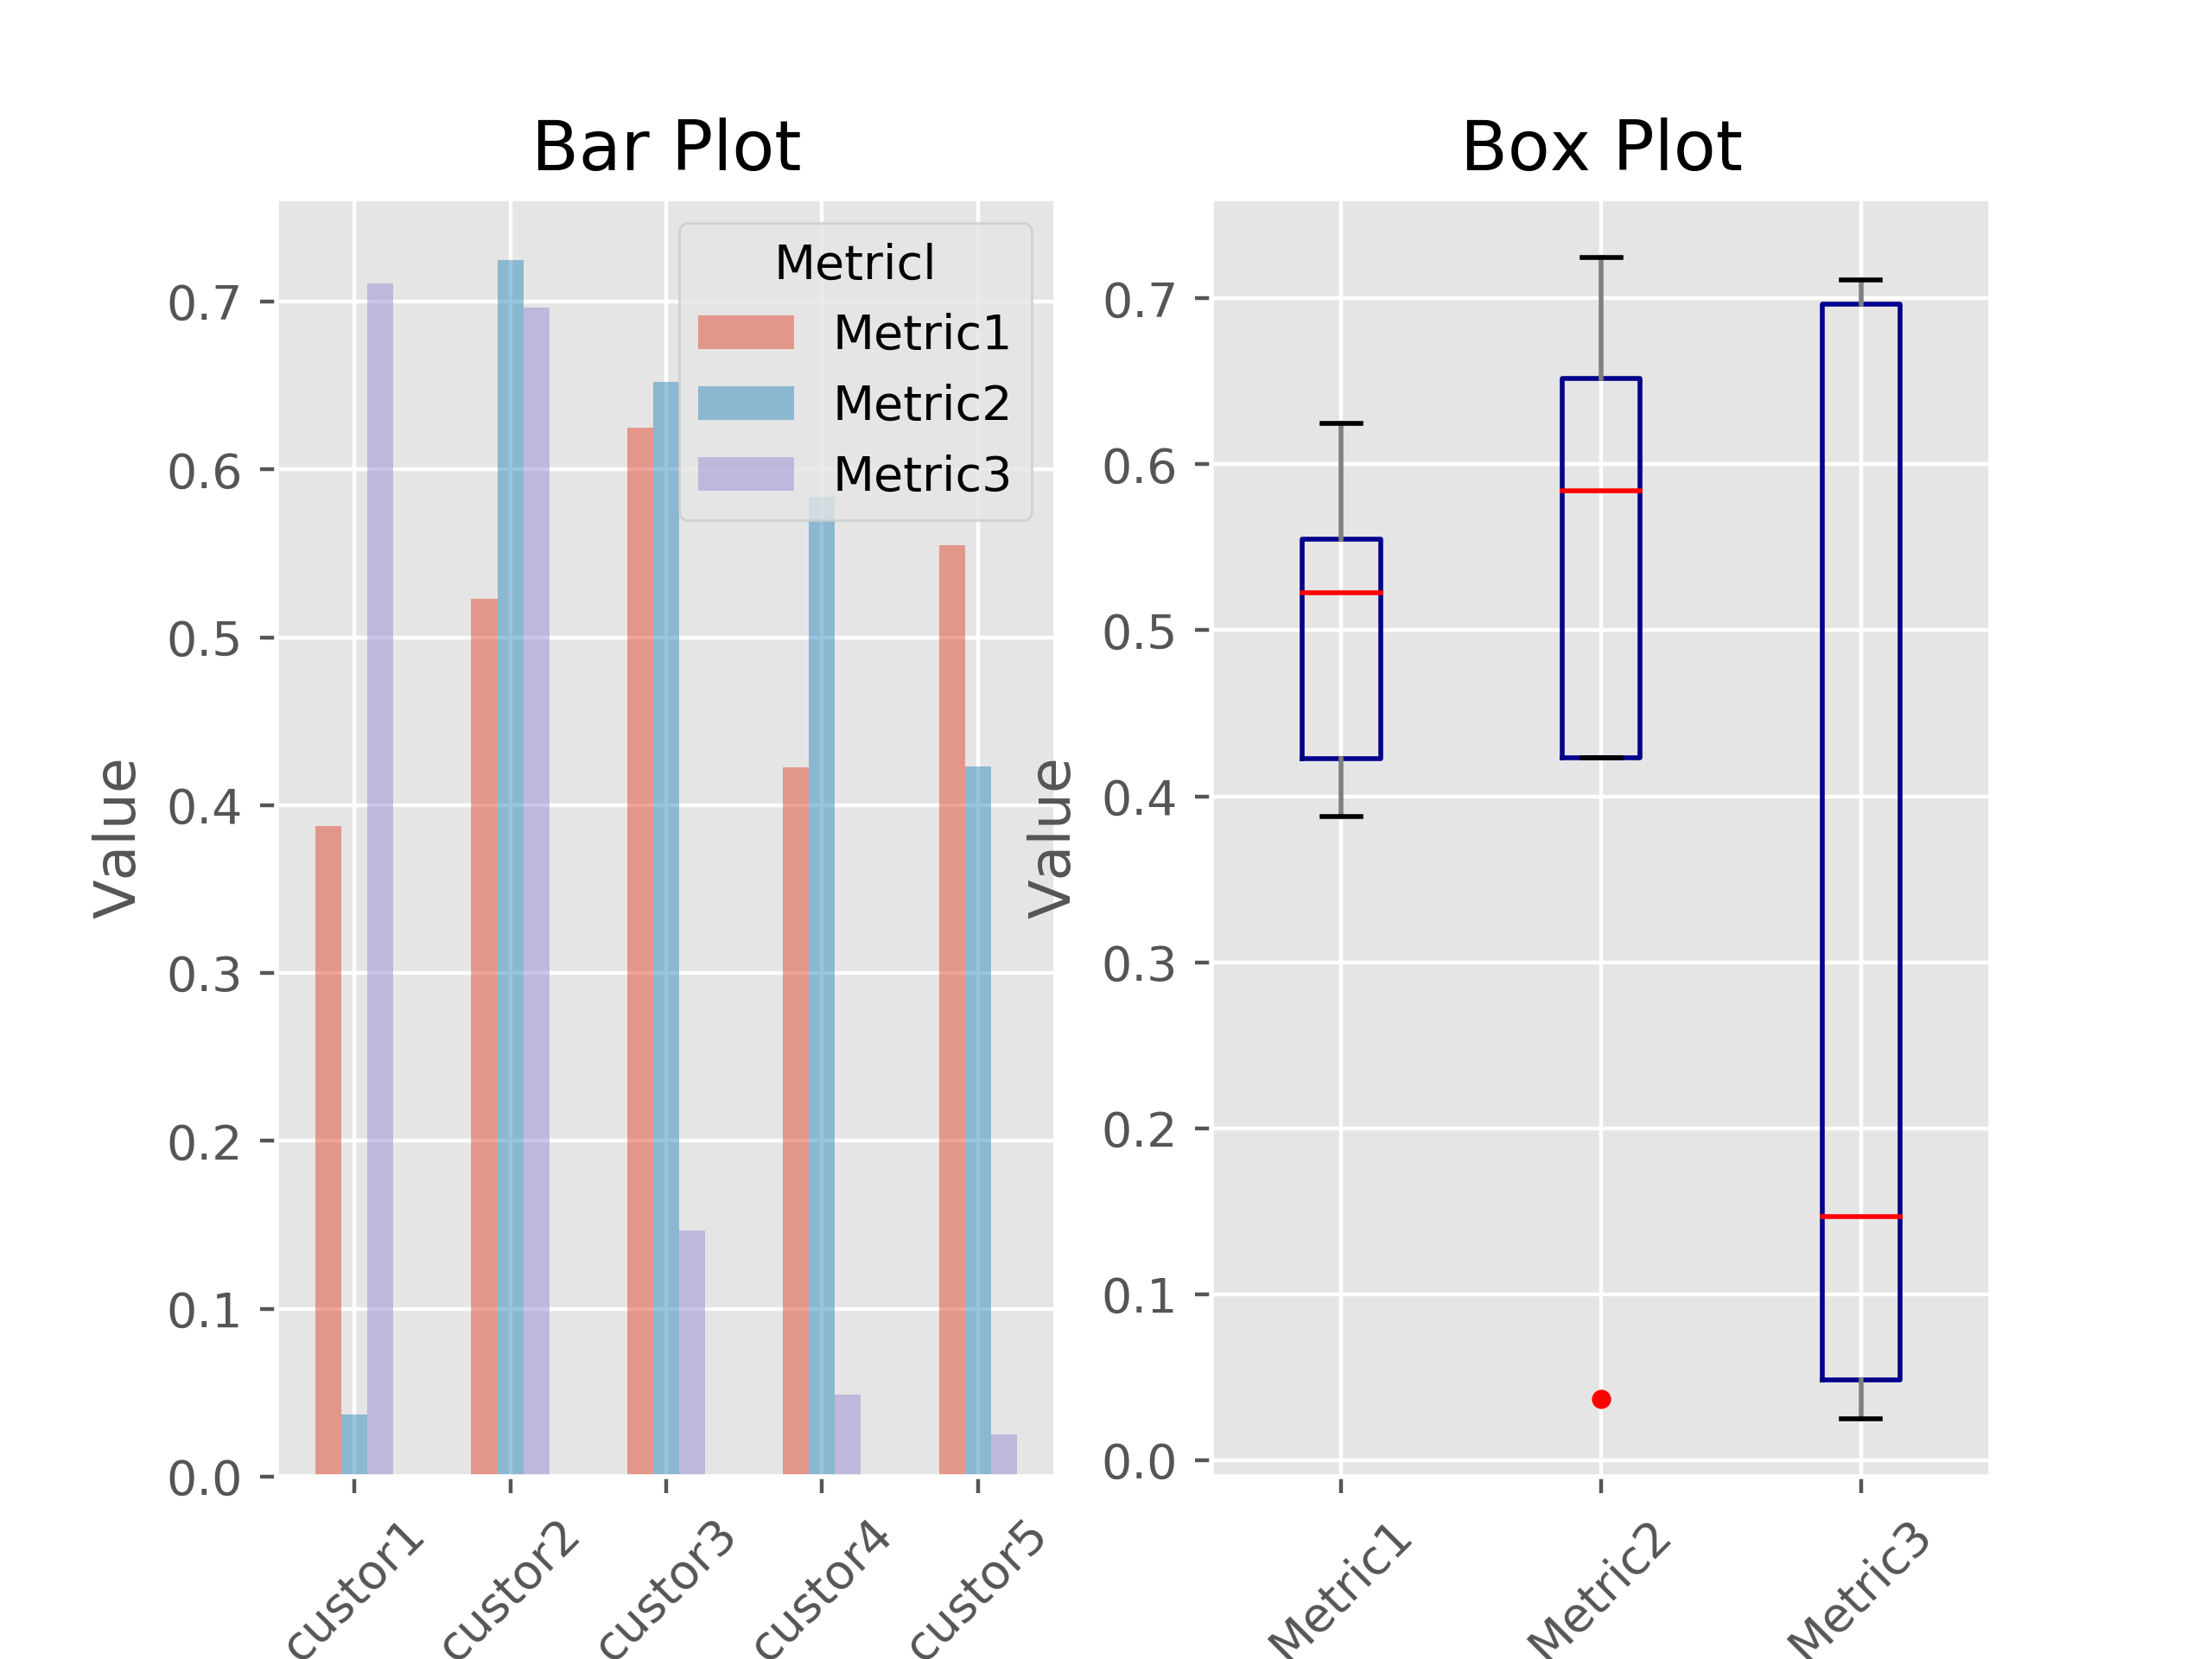 Bar Plot
Metricl
Metric1
Metric2
Metric3
Value
0.7
0.6
0.5
0.4
0.3
0.2
0.1
0.0
custor1
custor2
custor3
custor4
custor5
Box Plot
Value
0.7
0.6
0.5
0.4
0.3
0.2
0.1
0.0
Metric1
Metric2
Metric3